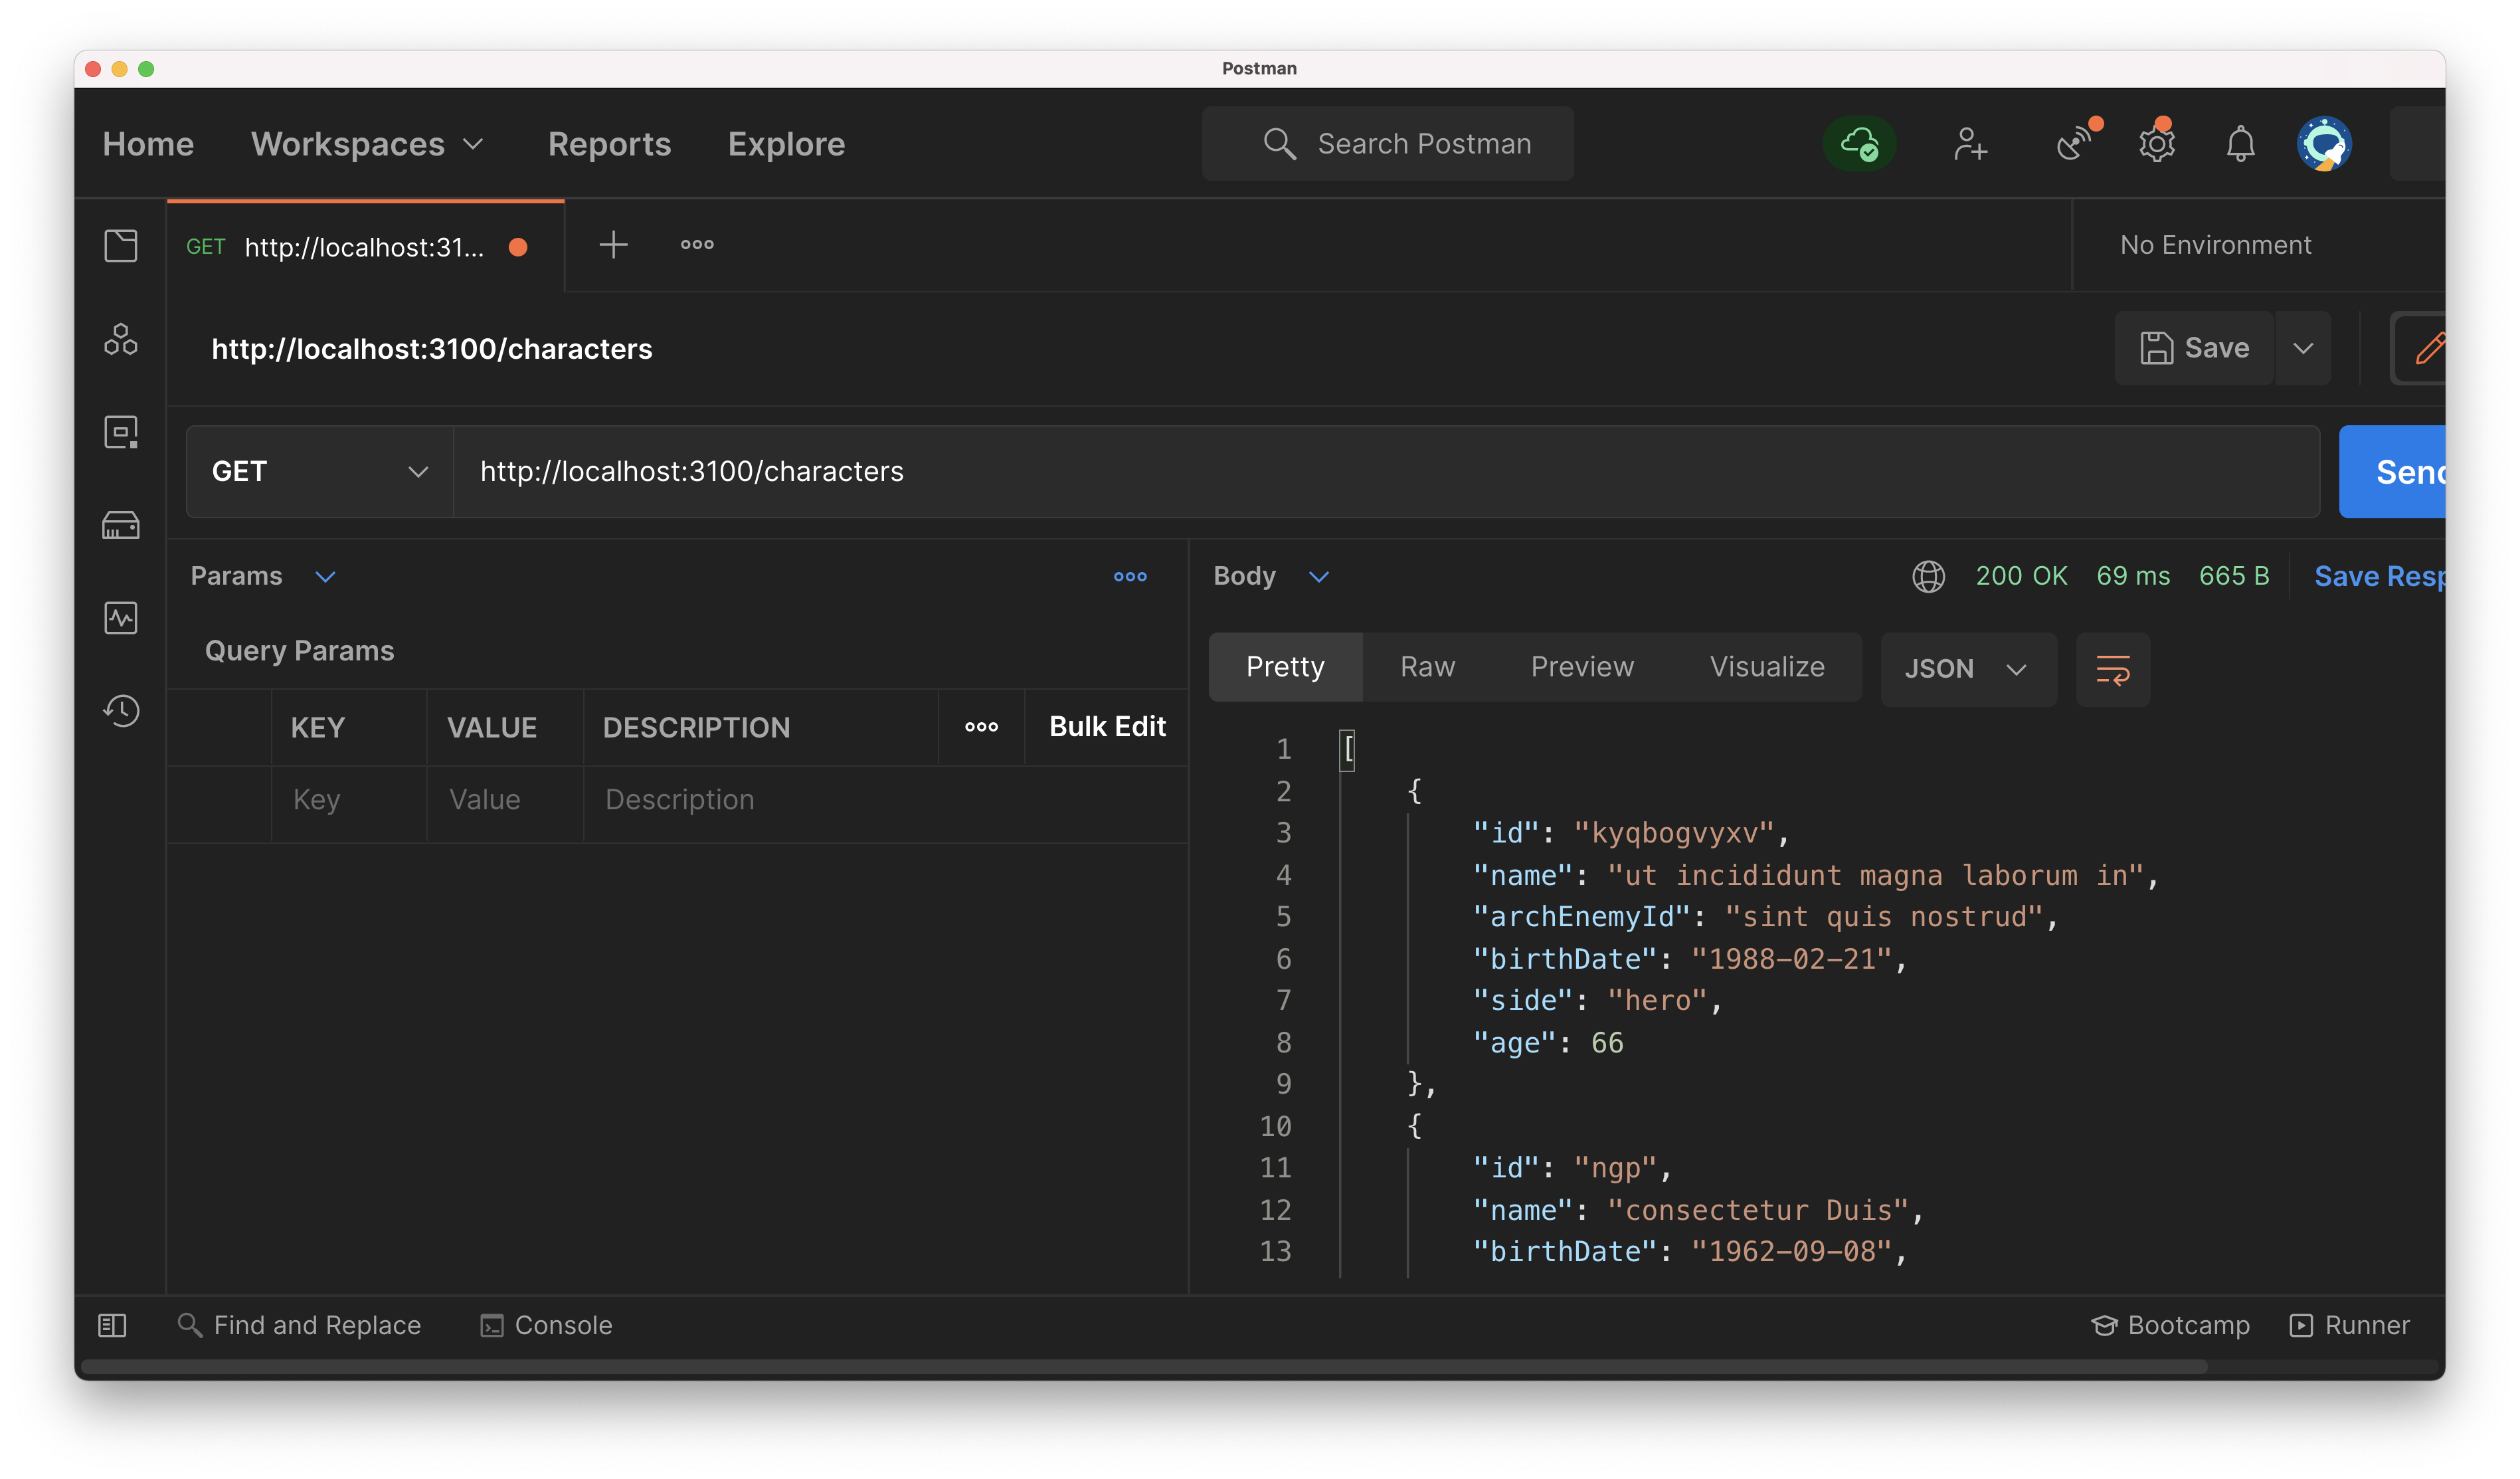 Postman
Home Workspaces Reports Explore Search Postman
GET http://localhost:31... No Environment
http://localhost:3100/characters Save
GET http://localhost:3100/characters Send
Params Body 200 OK 69 ms 665 B Save Resp
Query Params
Pretty Raw Preview Visualize JSON
KEY VALUE DESCRIPTION Bulk Edit
Key Value Description
1 [
2 {
3 "id": "kyqbogvyxv",
4 "name": "ut incididunt magna laborum in",
5 "archEnemyId": "sint quis nostrud",
6 "birthDate": "1988-02-21",
7 "side": "hero",
8 "age": 66
9 },
10 {
11 "id": "ngp",
12 "name": "consectetur Duis",
13 "birthDate": "1962-09-08",
Find and Replace Console Bootcamp Runner